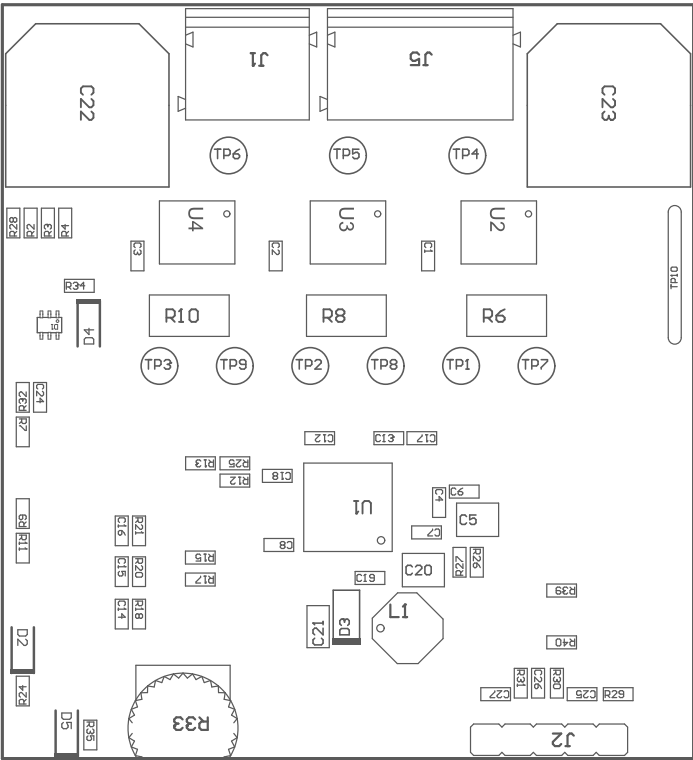 J1
J5
C22
C23
TP6
TP5
TP4
U4
U3
U2
R28
R2
R3
R4
C3
C2
C1
TP10
R34
R10
R8
R6
D4
TP3
TP9
TP2
TP8
TP1
TP7
R32
C24
R7
C12
C13
C17
R13
R25
R12
C18
U1
C4
C6
C5
C7
R9
R11
C16
R21
C8
R15
R17
C15
R20
C19
C20
R27
R26
R39
C14
R18
C21
D3
L1
D2
R40
R24
R31
C26
R30
C27
C25
R29
D5
R35
R33
J2